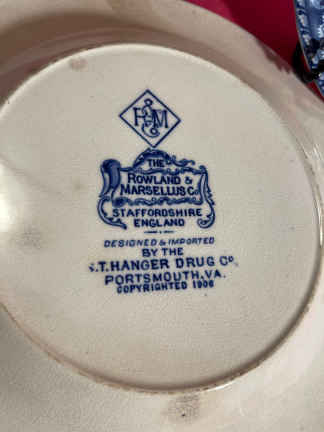 R & M
THE
ROWLAND &
MARSELLUS Co.
STAFFORDSHIRE
ENGLAND
DESIGNED & IMPORTED
BY THE
.T. HANGER DRUG Co.
PORTSMOUTH, VA.
COPYRIGHTED 1906